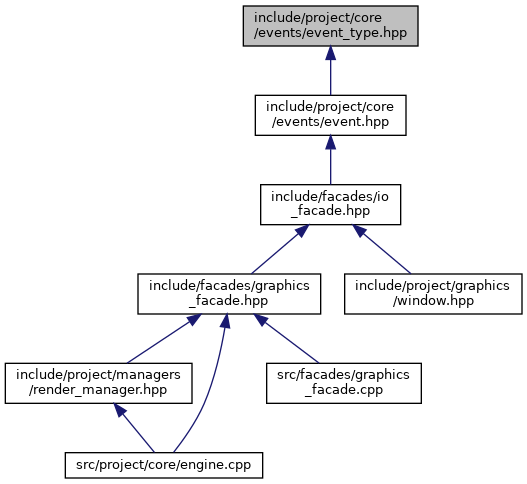 include/project/core
/events/event_type.hpp
include/project/core
/events/event.hpp
include/facades/io
_facade.hpp
include/facades/graphics
_facade.hpp
include/project/graphics
/window.hpp
include/project/managers
/render_manager.hpp
src/facades/graphics
_facade.cpp
src/project/core/engine.cpp